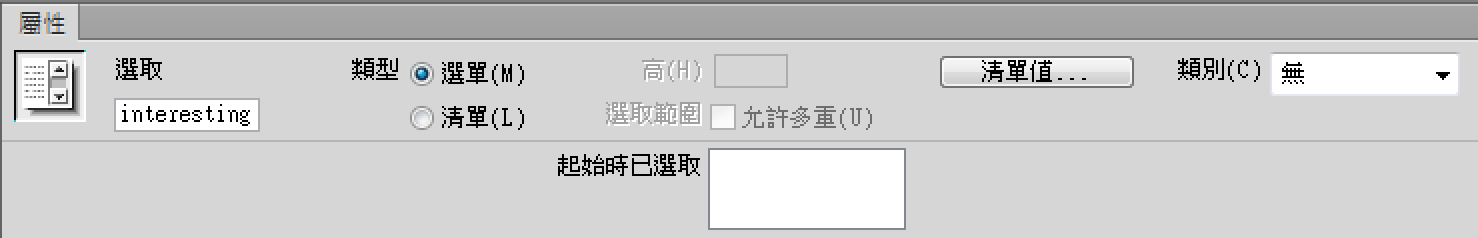 屬性
選取 類型 選單(M) 高(H) 清單值... 類別(C) 無
interesting 清單(L) 選取範圍 允許多重(U)
起始時已選取